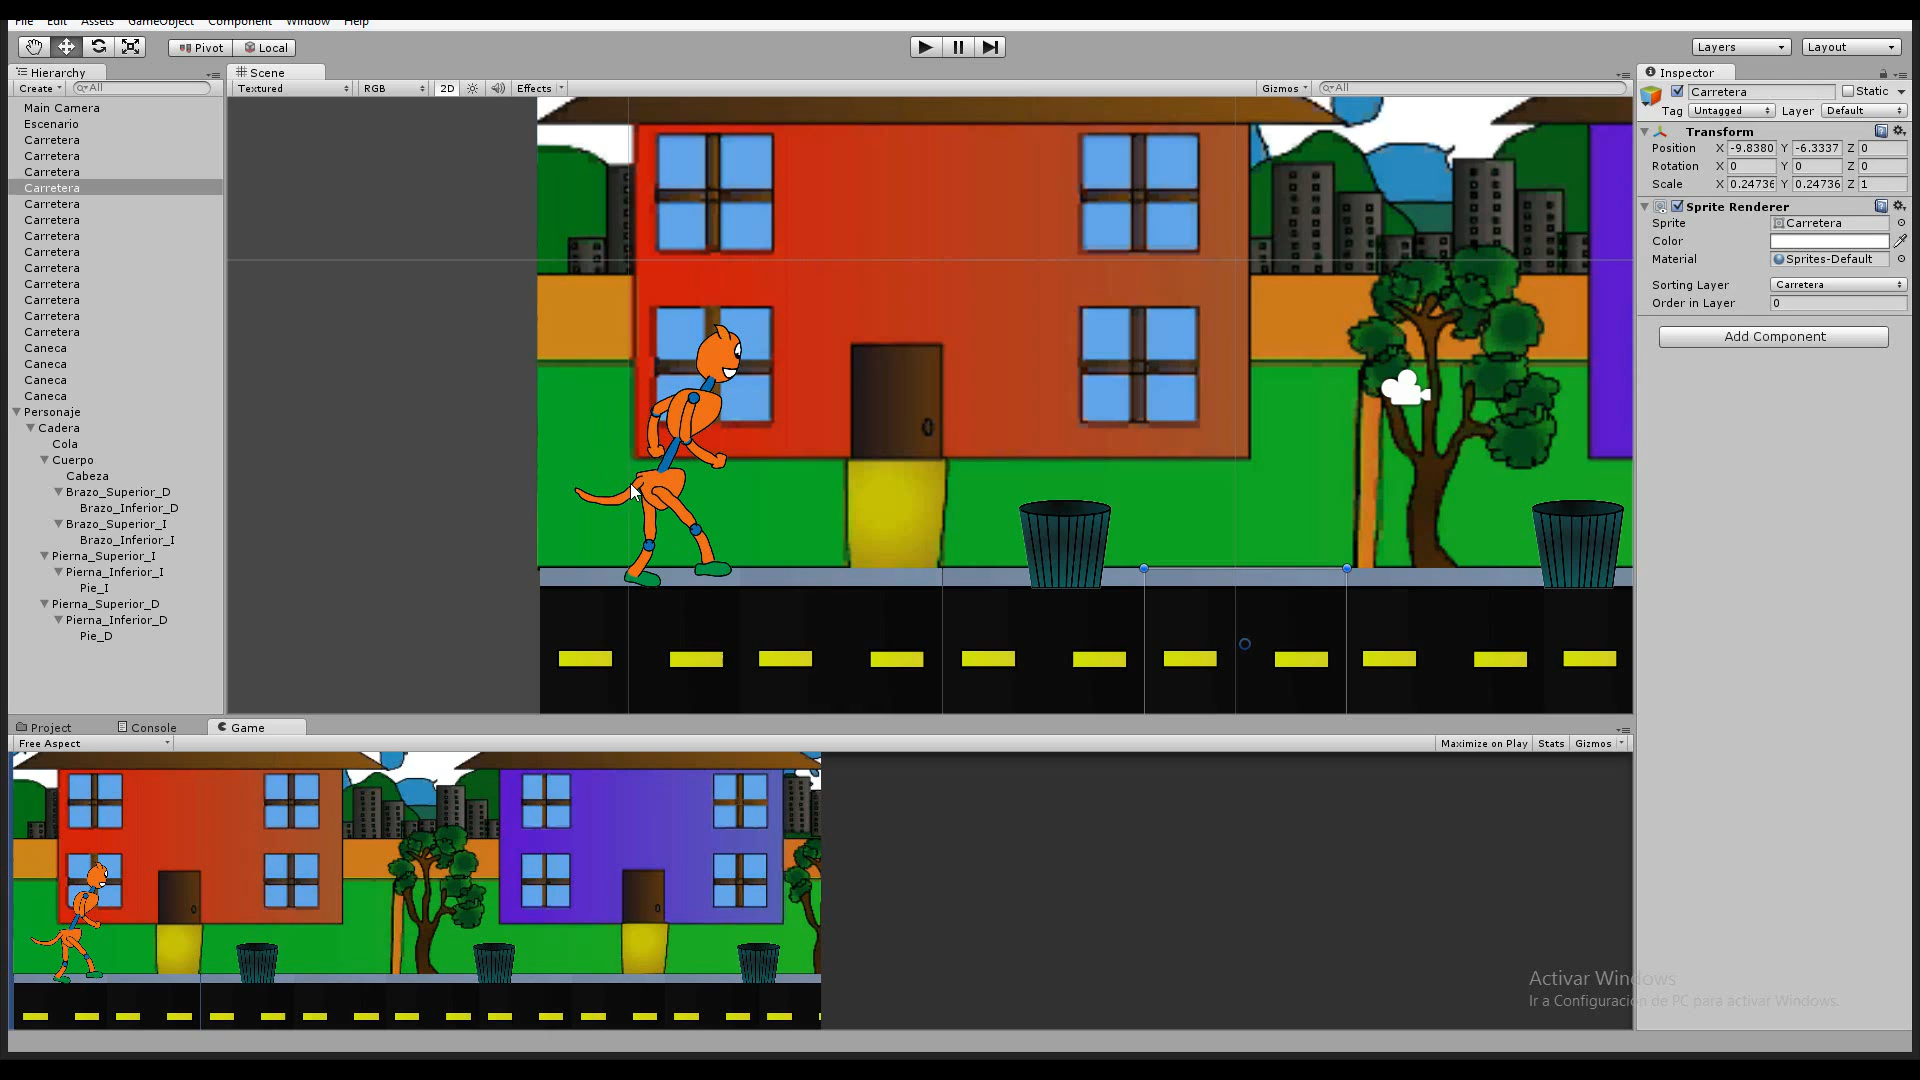 File Edit Assets GameObject Component Window Help
Pivot Local Layers Layout
Hierarchy Scene Inspector
Create All Textured RGB 2D Effects Gizmos All
Carretera Static
Tag Untagged Layer Default
Main Camera
Escenario
Carretera
Carretera
Carretera
Carretera
Carretera
Carretera
Carretera
Carretera
Carretera
Carretera
Carretera
Carretera
Carretera
Caneca
Caneca
Caneca
Caneca
Personaje
Cadera
Cola
Cuerpo
Cabeza
Brazo_Superior_D
Brazo_Inferior_D
Brazo_Superior_I
Brazo_Inferior_I
Pierna_Superior_I
Pierna_Inferior_I
Pie_I
Pierna_Superior_D
Pierna_Inferior_D
Pie_D
Transform
Position X -9.8380 Y -6.3337 Z 0
Rotation X 0 Y 0 Z 0
Scale X 0.24736 Y 0.24736 Z 1
Sprite Renderer
Sprite Carretera
Color
Material Sprites-Default
Sorting Layer Carretera
Order in Layer 0
Add Component
Project Console Game
Free Aspect Maximize on Play Stats Gizmos
Activar Windows
Ir a Configuración de PC para activar Windows.